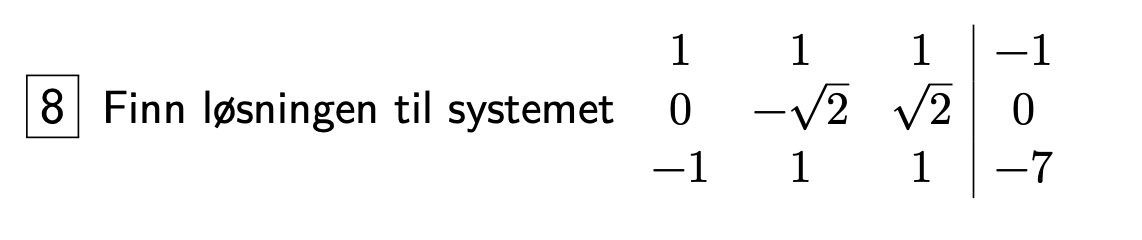 1 1 1 | −1
8 Finn løsningen til systemet 0 −√2 √2 | 0
−1 1 1 | −7